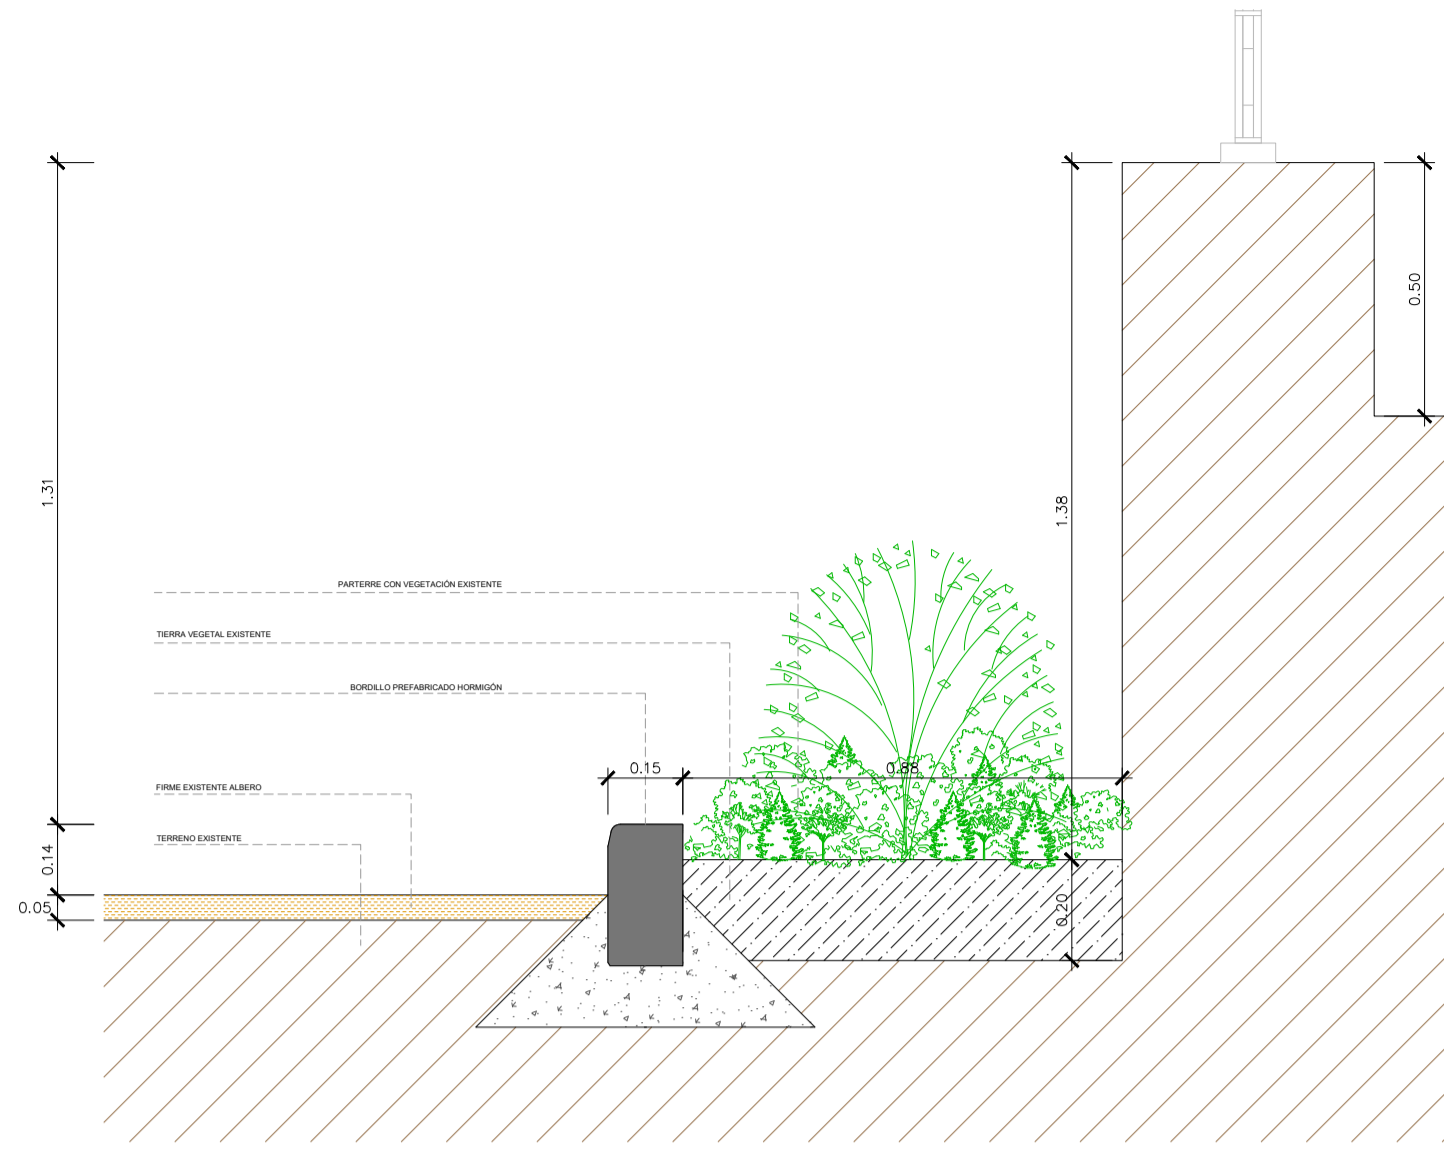 0.50
1.31
1.38
PARTERRE CON VEGETACIÓN EXISTENTE
TIERRA VEGETAL EXISTENTE
BORDILLO PREFABRICADO HORMIGÓN
0.15
0.88
FIRME EXISTENTE ALBERO
TERRENO EXISTENTE
0.14
0.05
0.20